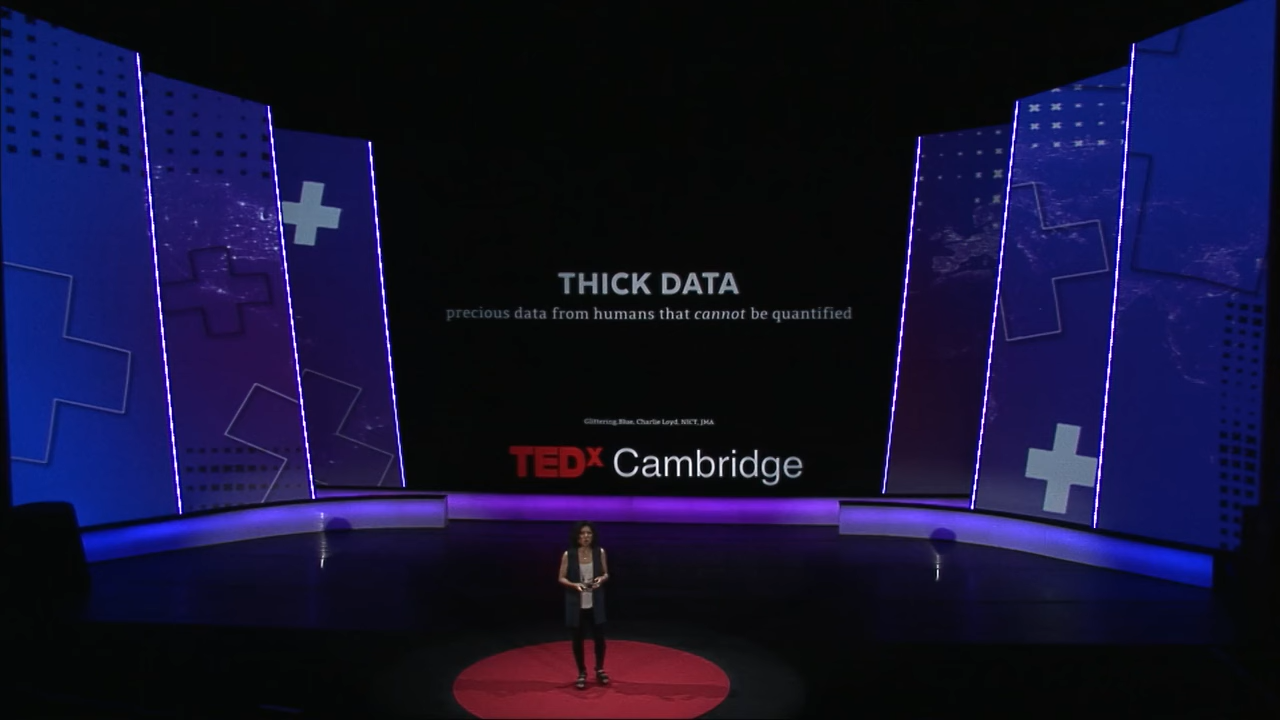 THICK DATA
precious data from humans that cannot be quantified
Glittering.Blue, Charlie Loyd, NICT, JMA
TEDx Cambridge